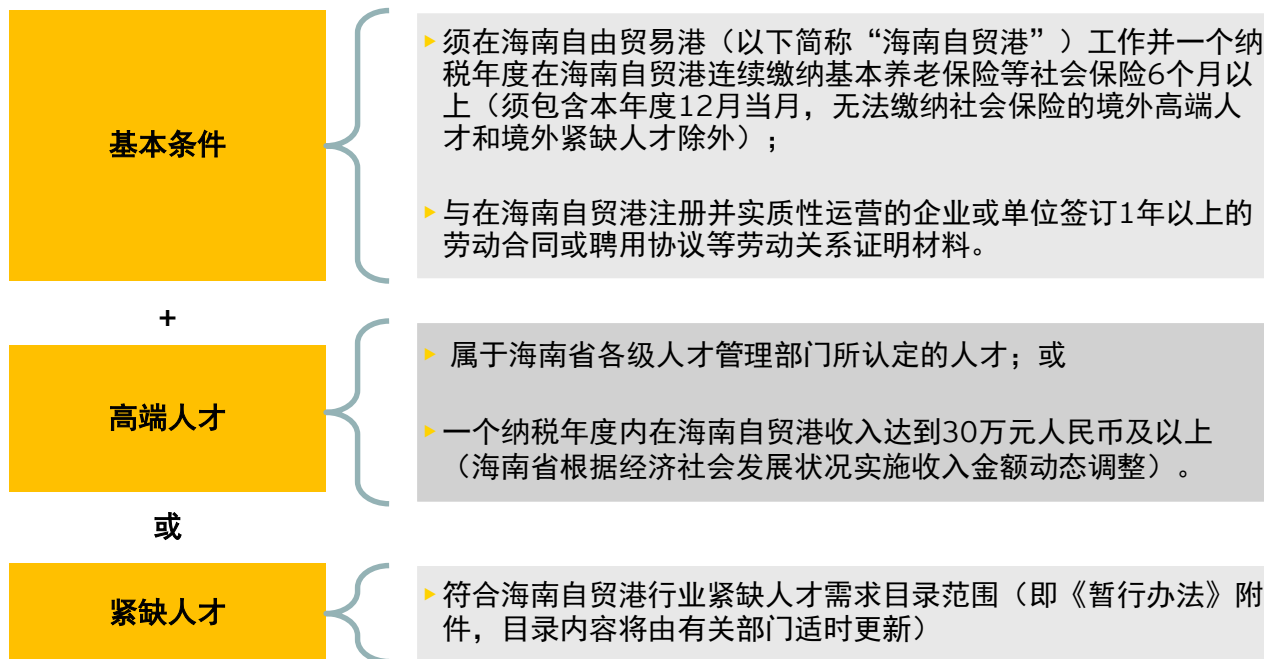 基本条件
▸须在海南自由贸易港（以下简称“海南自贸港”）工作并一个纳
税年度在海南自贸港连续缴纳基本养老保险等社会保险6个月以
上（须包含本年度12月当月，无法缴纳社会保险的境外高端人
才和境外紧缺人才除外）；
▸与在海南自贸港注册并实质性运营的企业或单位签订1年以上的
劳动合同或聘用协议等劳动关系证明材料。
+
高端人才
▸属于海南省各级人才管理部门所认定的人才；或
▸一个纳税年度内在海南自贸港收入达到30万元人民币及以上
（海南省根据经济社会发展状况实施收入金额动态调整）。
或
紧缺人才
▸符合海南自贸港行业紧缺人才需求目录范围（即《暂行办法》附
件，目录内容将由有关部门适时更新）